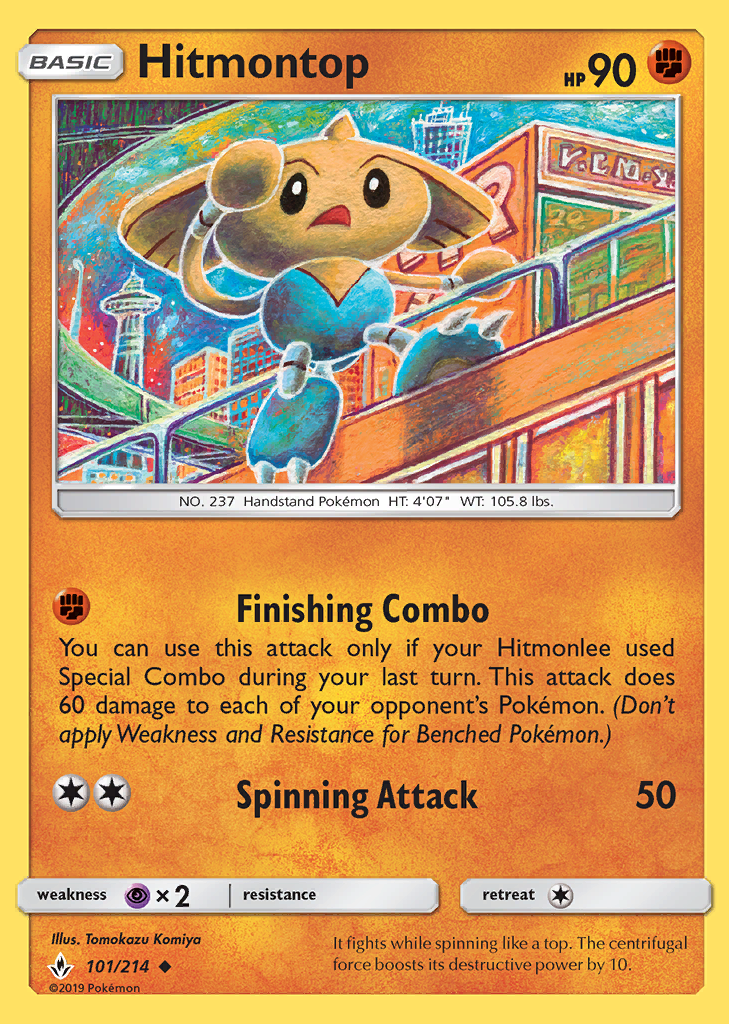 BASIC
Hitmontop
HP 90
NO. 237 Handstand Pokémon HT: 4'07" WT: 105.8 lbs.
Finishing Combo
You can use this attack only if your Hitmonlee used
Special Combo during your last turn. This attack does
60 damage to each of your opponent's Pokémon. (Don't
apply Weakness and Resistance for Benched Pokémon.)
Spinning Attack 50
weakness ×2 resistance retreat
Illus. Tomokazu Komiya
101/214
©2019 Pokémon
It fights while spinning like a top. The centrifugal
force boosts its destructive power by 10.